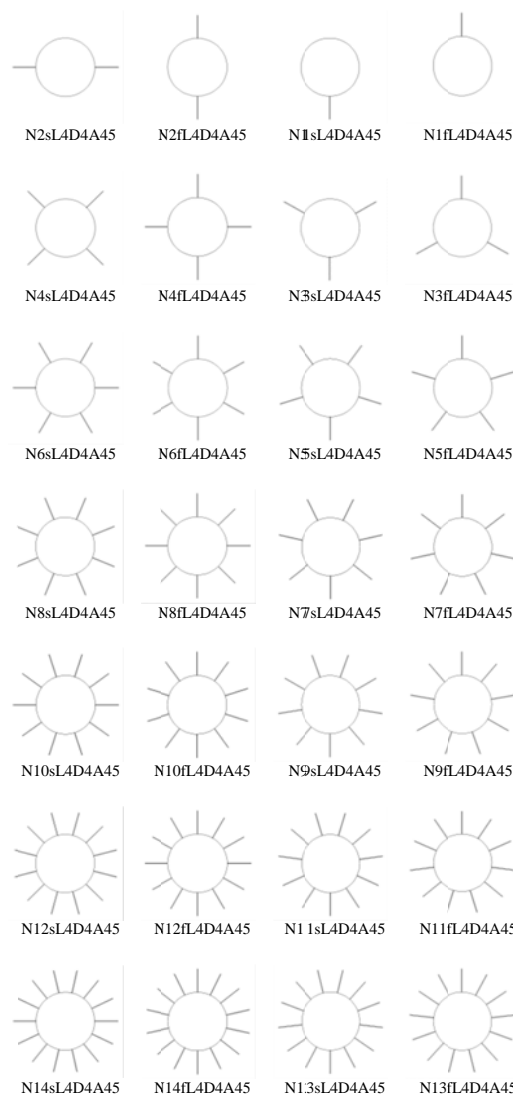 N2sL4D4A45 N2fL4D4A45 N1sL4D4A45 N1fL4D4A45
N4sL4D4A45 N4fL4D4A45 N3sL4D4A45 N3fL4D4A45
N6sL4D4A45 N6fL4D4A45 N5sL4D4A45 N5fL4D4A45
N8sL4D4A45 N8fL4D4A45 N7sL4D4A45 N7fL4D4A45
N10sL4D4A45 N10fL4D4A45 N9sL4D4A45 N9fL4D4A45
N12sL4D4A45 N12fL4D4A45 N11sL4D4A45 N11fL4D4A45
N14sL4D4A45 N14fL4D4A45 N13sL4D4A45 N13fL4D4A45